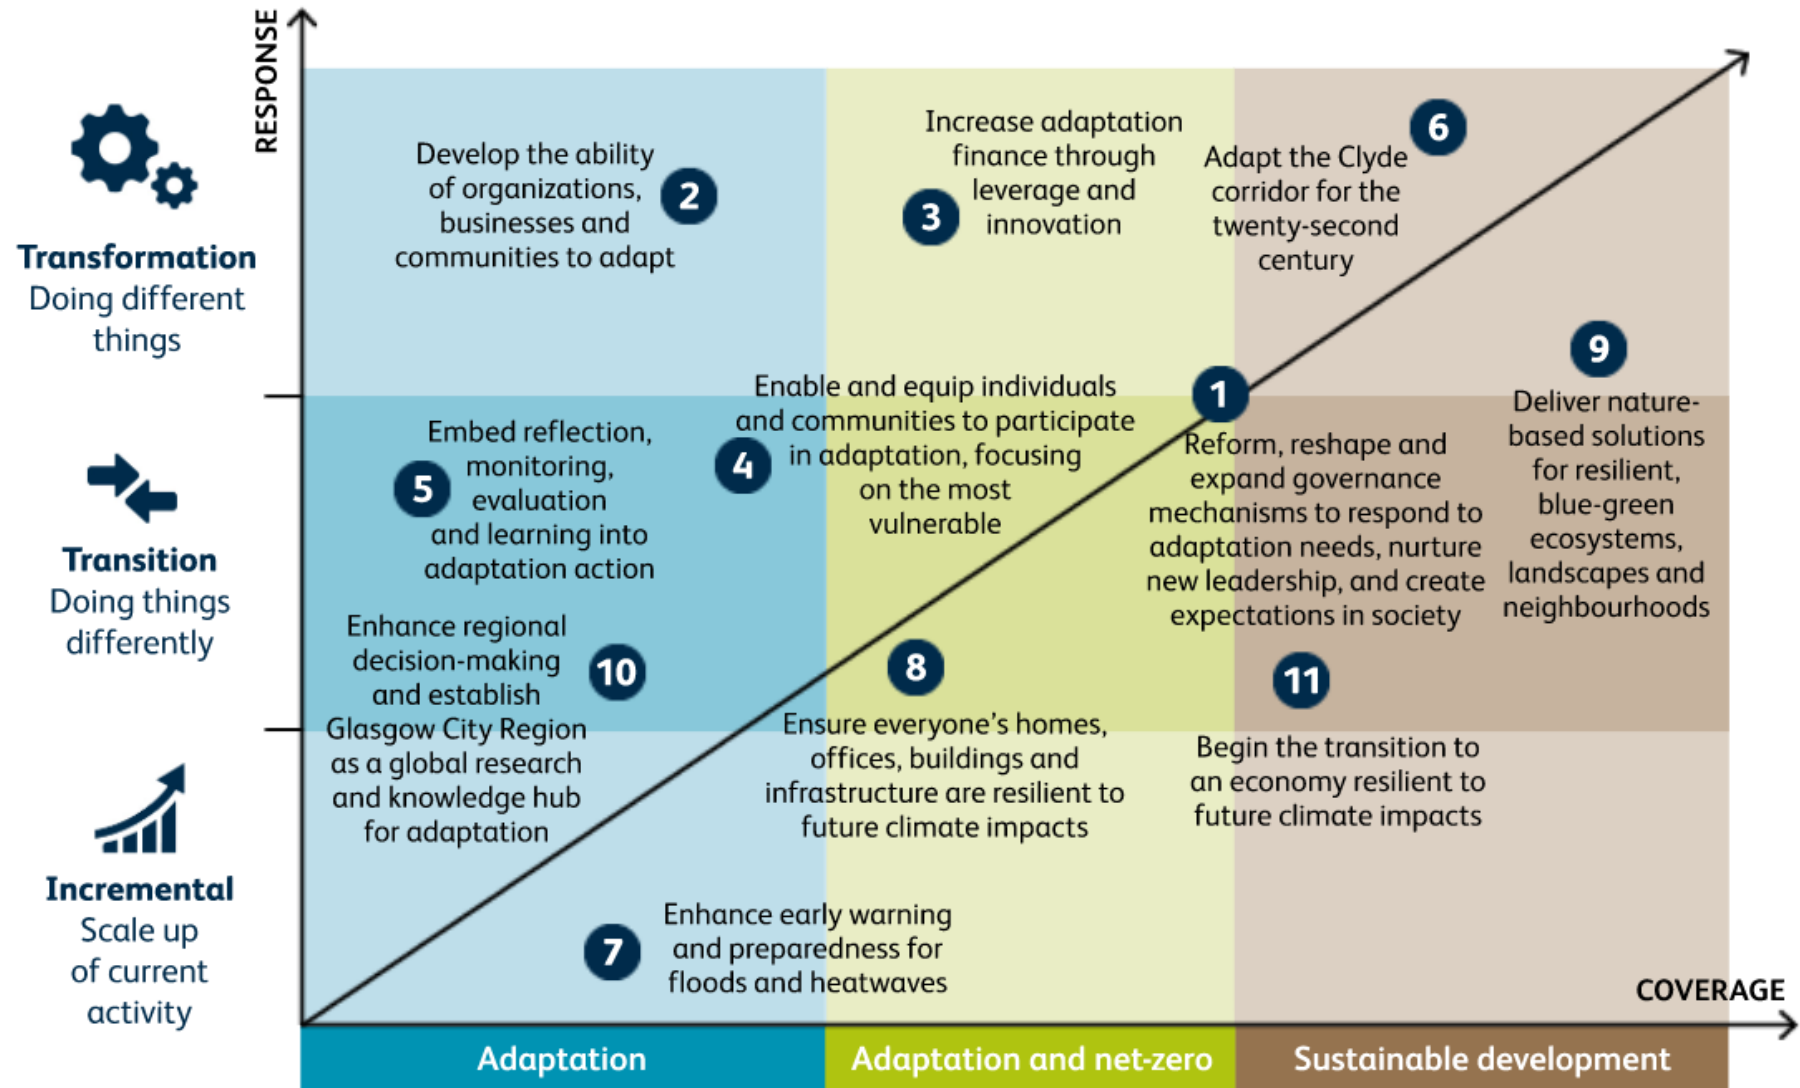 RESPONSE
Transformation
Doing different
things
Transition
Doing things
differently
Incremental
Scale up
of current
activity
Develop the ability
of organizations,
businesses and
communities to adapt
2
Increase adaptation
finance through
leverage and
innovation
3
6
Adapt the Clyde
corridor for the
twenty-second
century
9
Deliver nature-
based solutions
for resilient,
blue-green
ecosystems,
landscapes and
neighbourhoods
1
Reform, reshape and
expand governance
mechanisms to respond to
adaptation needs, nurture
new leadership, and create
expectations in society
Enable and equip individuals
and communities to participate
in adaptation, focusing
on the most
vulnerable
4
Embed reflection,
monitoring,
evaluation
and learning into
adaptation action
5
Enhance regional
decision-making
and establish
Glasgow City Region
as a global research
and knowledge hub
for adaptation
10
8
Ensure everyone’s homes,
offices, buildings and
infrastructure are resilient to
future climate impacts
11
Begin the transition to
an economy resilient to
future climate impacts
7
Enhance early warning
and preparedness for
floods and heatwaves
COVERAGE
Adaptation
Adaptation and net-zero
Sustainable development